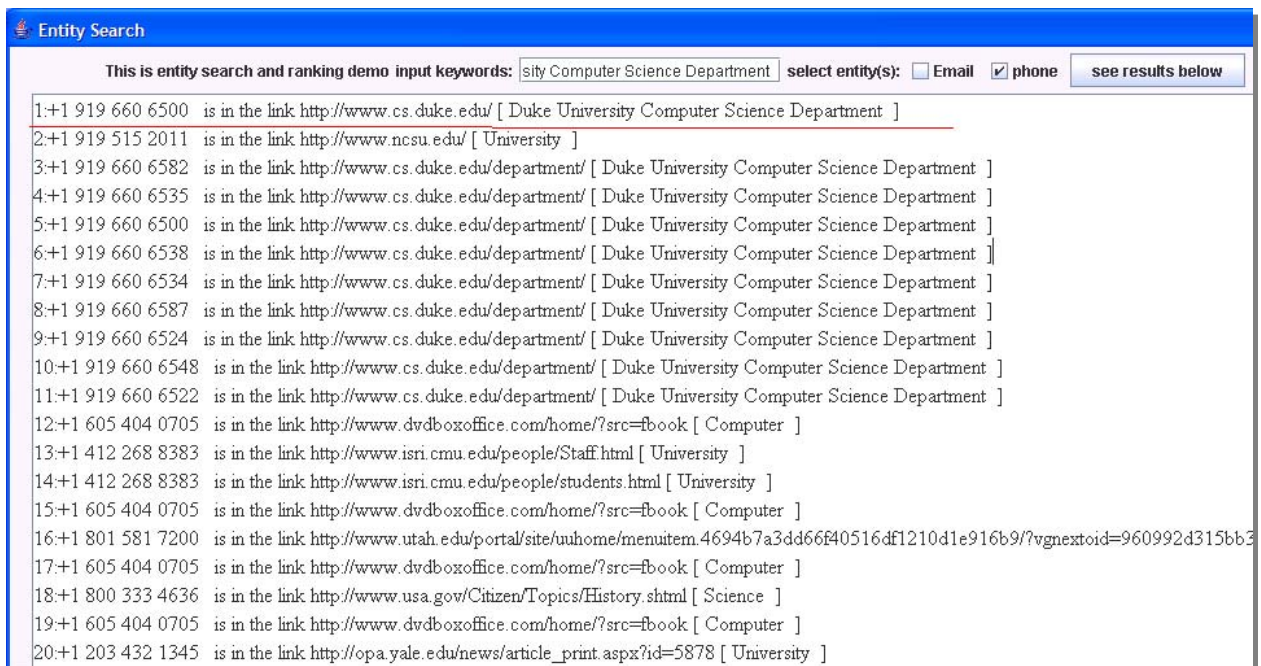 Entity Search
This is entity search and ranking demo input keywords: sity Computer Science Department select entity(s): Email phone see results below
1:+1 919 660 6500 is in the link http://www.cs.duke.edu/ [ Duke University Computer Science Department ]
2:+1 919 515 2011 is in the link http://www.ncsu.edu/ [ University ]
3:+1 919 660 6582 is in the link http://www.cs.duke.edu/department/ [ Duke University Computer Science Department ]
4:+1 919 660 6535 is in the link http://www.cs.duke.edu/department/ [ Duke University Computer Science Department ]
5:+1 919 660 6500 is in the link http://www.cs.duke.edu/department/ [ Duke University Computer Science Department ]
6:+1 919 660 6538 is in the link http://www.cs.duke.edu/department/ [ Duke University Computer Science Department ]
7:+1 919 660 6534 is in the link http://www.cs.duke.edu/department/ [ Duke University Computer Science Department ]
8:+1 919 660 6587 is in the link http://www.cs.duke.edu/department/ [ Duke University Computer Science Department ]
9:+1 919 660 6524 is in the link http://www.cs.duke.edu/department/ [ Duke University Computer Science Department ]
10:+1 919 660 6548 is in the link http://www.cs.duke.edu/department/ [ Duke University Computer Science Department ]
11:+1 919 660 6522 is in the link http://www.cs.duke.edu/department/ [ Duke University Computer Science Department ]
12:+1 605 404 0705 is in the link http://www.dvdboxoffice.com/home/?src=fbook [ Computer ]
13:+1 412 268 8383 is in the link http://www.isri.cmu.edu/people/Staff.html [ University ]
14:+1 412 268 8383 is in the link http://www.isri.cmu.edu/people/students.html [ University ]
15:+1 605 404 0705 is in the link http://www.dvdboxoffice.com/home/?src=fbook [ Computer ]
16:+1 801 581 7200 is in the link http://www.utah.edu/portal/site/uuhome/menuitem.4694b7a3dd66f40516df1210d1e916b9/?vgnextoid=960992d315bb3
17:+1 605 404 0705 is in the link http://www.dvdboxoffice.com/home/?src=fbook [ Computer ]
18:+1 800 333 4636 is in the link http://www.usa.gov/Citizen/Topics/History.shtml [ Science ]
19:+1 605 404 0705 is in the link http://www.dvdboxoffice.com/home/?src=fbook [ Computer ]
20:+1 203 432 1345 is in the link http://opa.yale.edu/news/article_print.aspx?id=5878 [ University ]